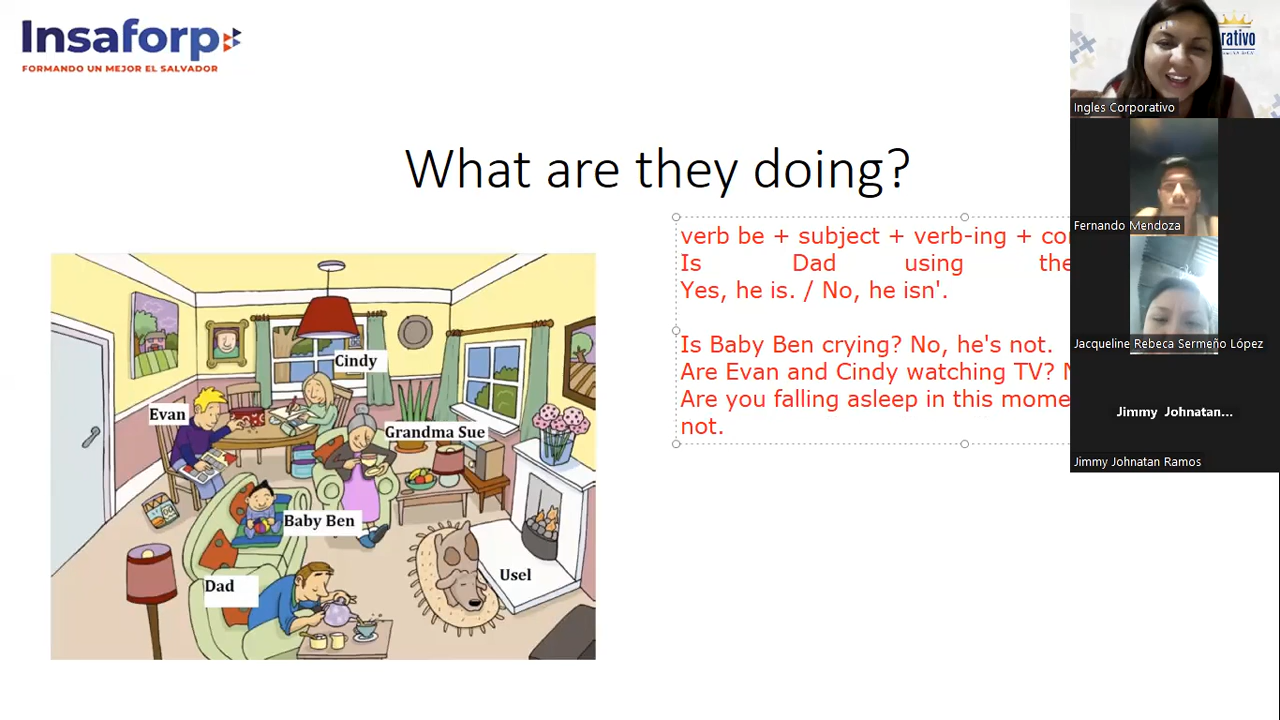 Insaforp
FORMANDO UN MEJOR EL SALVADOR
What are they doing?
verb be + subject + verb-ing +
Is Dad using
Yes, he is. / No, he isn'.
Is Baby Ben crying? No, he's not.
Are Evan and Cindy watching TV?
Are you falling asleep in this
not.
Cindy
Evan
Grandma Sue
Baby Ben
Dad
Usel
Ingles Corporativo
Fernando Mendoza
Jacqueline Rebeca Sermeño López
Jimmy Johnatan...
Jimmy Johnatan Ramos